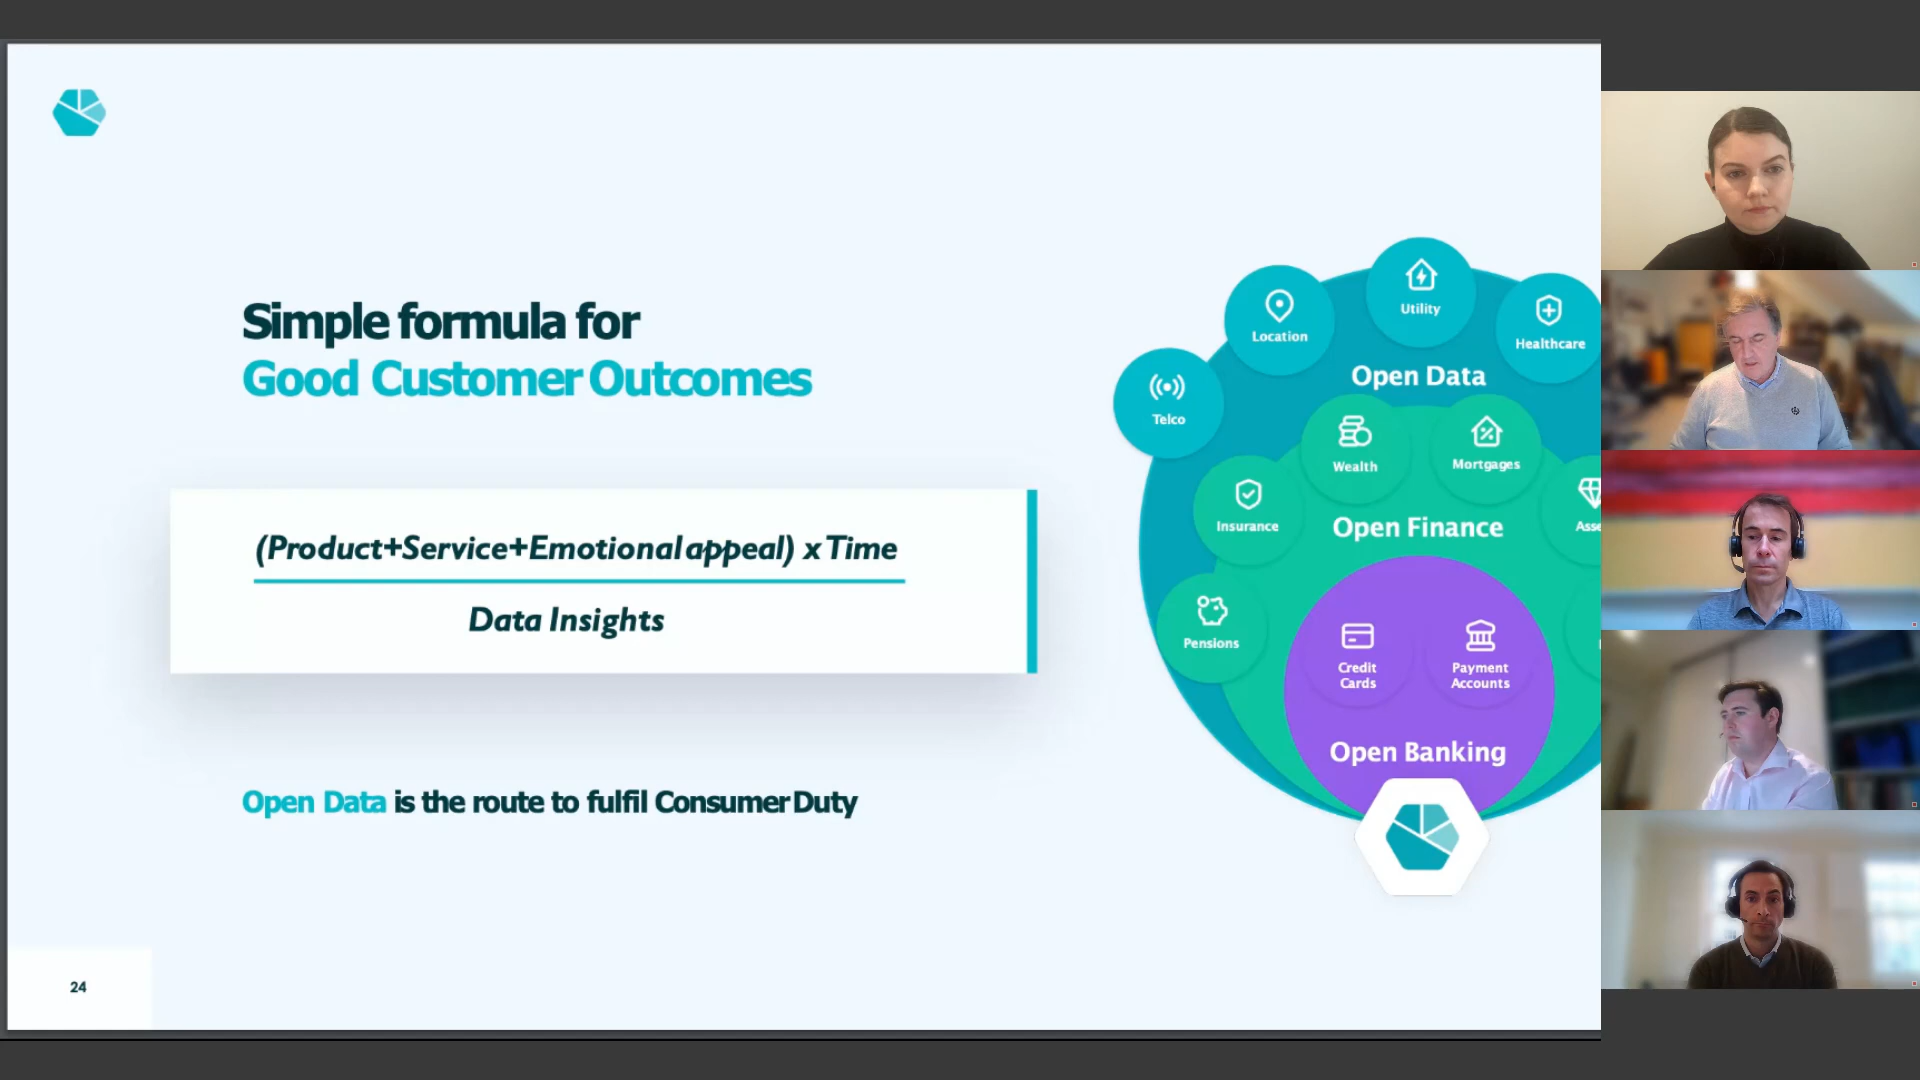 Simple formula for
Good Customer Outcomes
(Product+Service+Emotional appeal) x Time
Data Insights
Open Data is the route to fulfil Consumer Duty
24
Utility
Location
Healthcare
Telco
Open Data
Wealth
Mortgages
Insurance
Open Finance
Asse
Pensions
Credit
Cards
Payment
Accounts
Open Banking